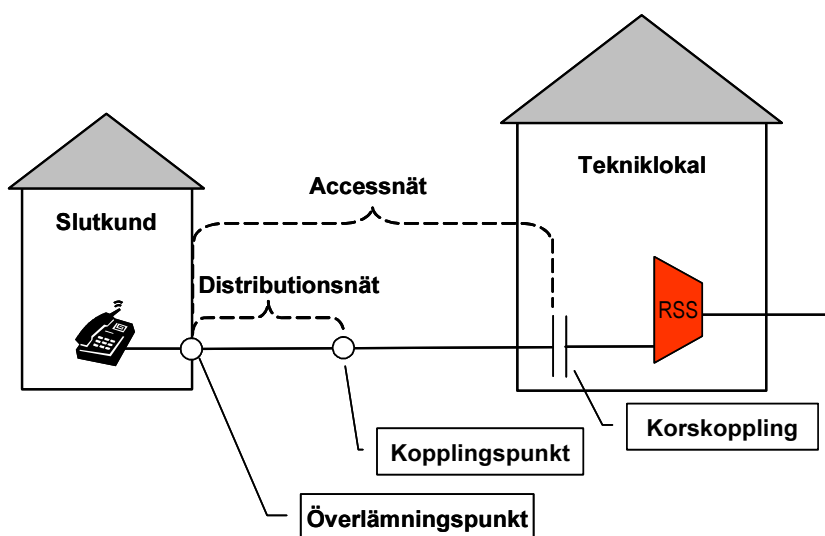 Tekniklokal
Accessnät
Slutkund
Distributionsnät
RSS
Korskoppling
Kopplingspunkt
Överlämningspunkt